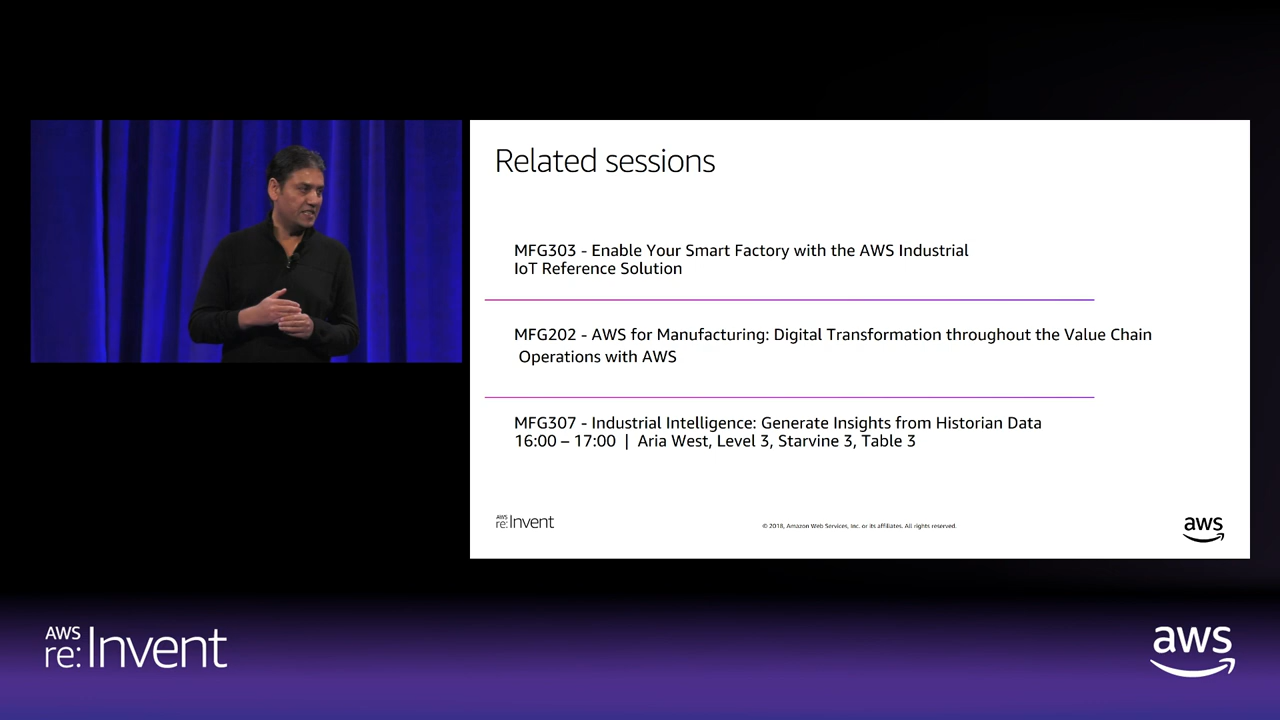 Related sessions
MFG303 - Enable Your Smart Factory with the AWS Industrial
IoT Reference Solution
MFG202 - AWS for Manufacturing: Digital Transformation throughout the Value Chain
Operations with AWS
MFG307 - Industrial Intelligence: Generate Insights from Historian Data
16:00 – 17:00 | Aria West, Level 3, Starvine 3, Table 3
AWS
re:Invent
© 2018, Amazon Web Services, Inc. or its affiliates. All rights reserved.
aws
AWS
re:Invent
aws